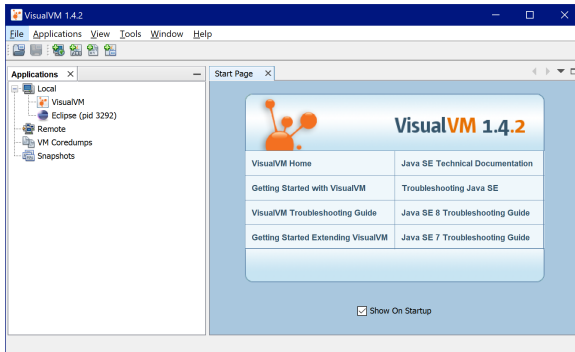 VisualVM 1.4.2
File Applications View Tools Window Help
Applications
Start Page
Local
VisualVM
Eclipse (pid 3292)
Remote
VM Coredumps
Snapshots
VisualVM 1.4.2
VisualVM Home
Java SE Technical Documentation
Getting Started with VisualVM
Troubleshooting Java SE
VisualVM Troubleshooting Guide
Java SE 8 Troubleshooting Guide
Getting Started Extending VisualVM
Java SE 7 Troubleshooting Guide
Show On Startup